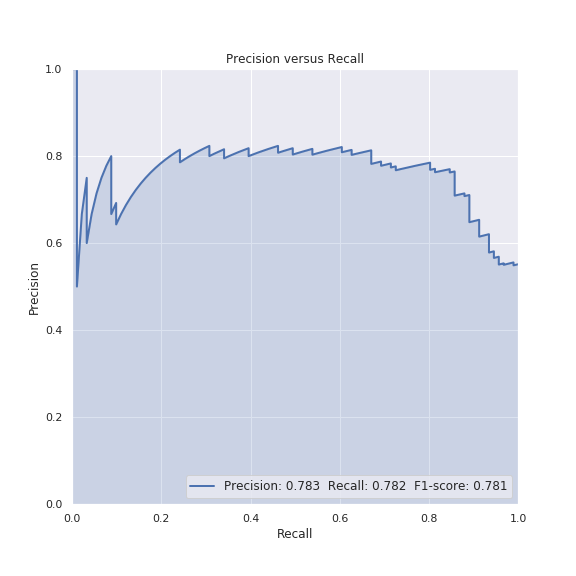 Precision versus Recall
1.0
0.8
0.6
0.4
0.2
0.0
Precision
Precision: 0.783 Recall: 0.782 F1-score: 0.781
0.0 0.2 0.4 0.6 0.8 1.0
Recall